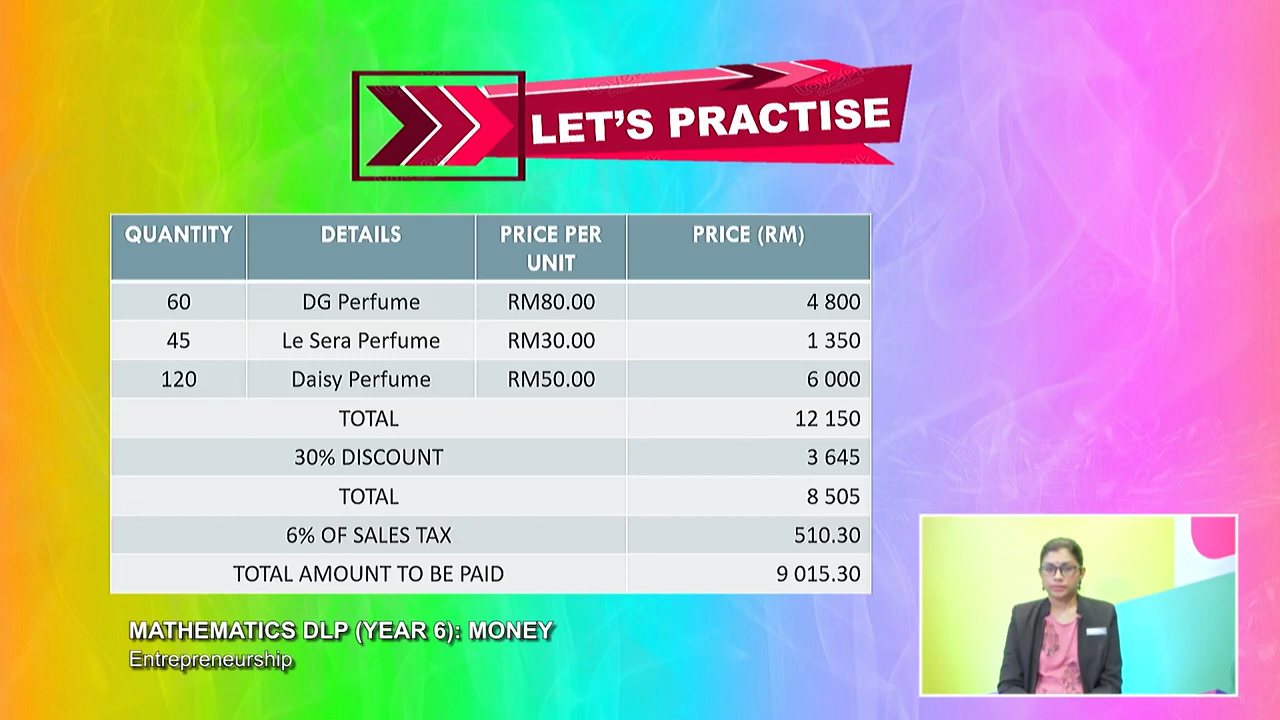 LET'S PRACTISE
QUANTITY DETAILS PRICE PER UNIT PRICE (RM)
60 DG Perfume RM80.00 4 800
45 Le Sera Perfume RM30.00 1 350
120 Daisy Perfume RM50.00 6 000
TOTAL 12 150
30% DISCOUNT 3 645
TOTAL 8 505
6% OF SALES TAX 510.30
TOTAL AMOUNT TO BE PAID 9 015.30
MATHEMATICS DLP (YEAR 6): MONEY
Entrepreneurship